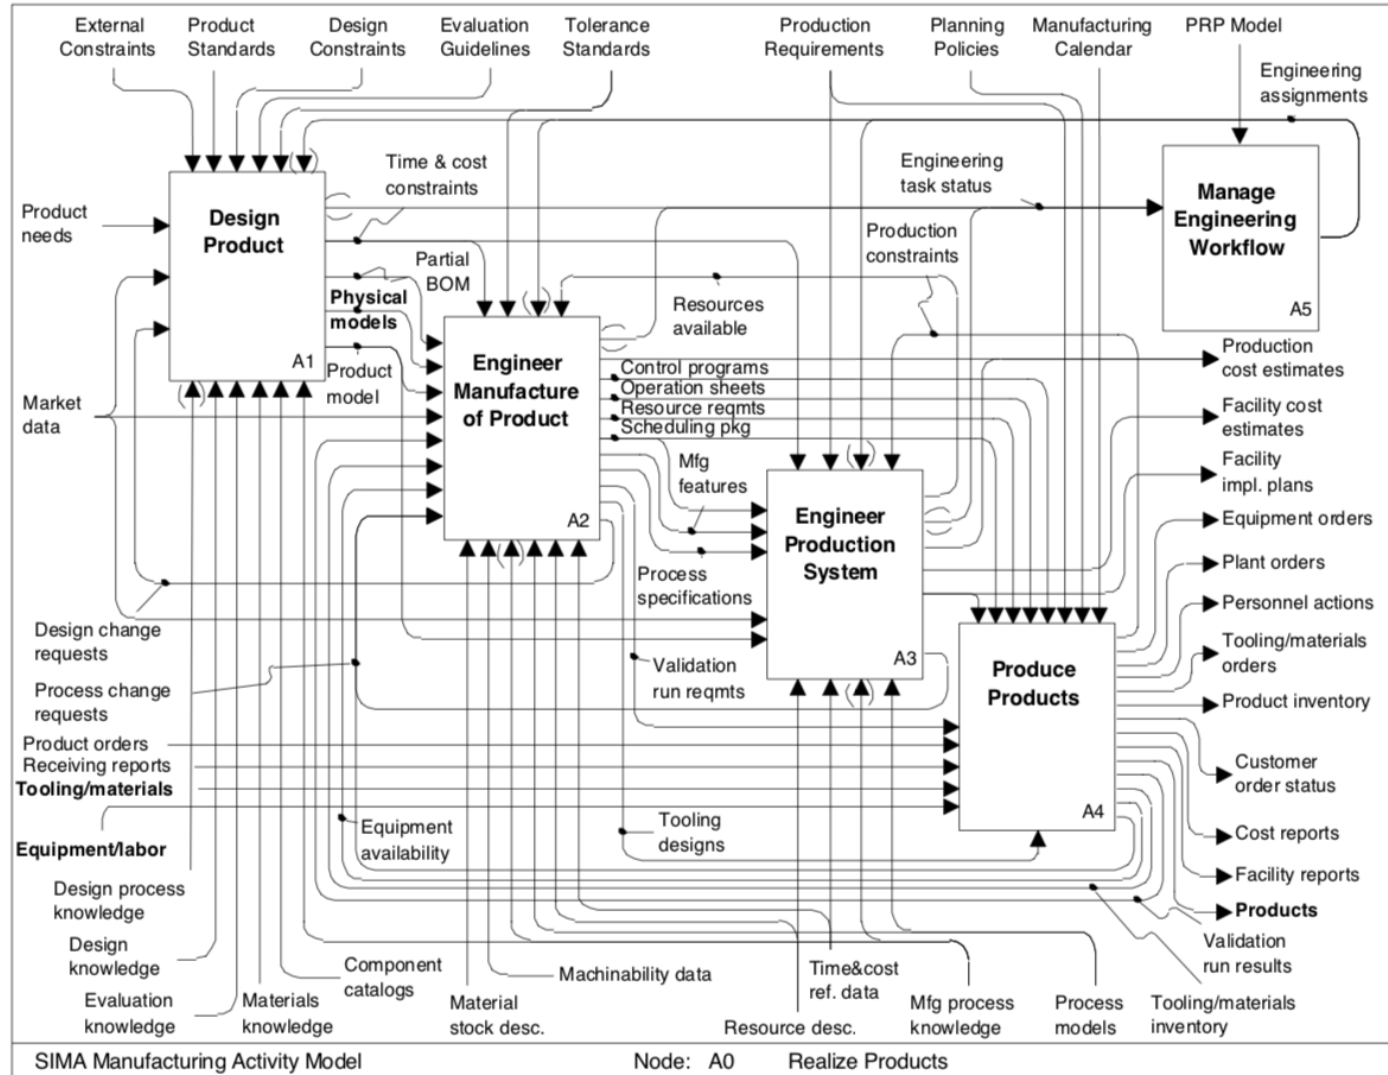 External
Constraints
Product
Standards
Design
Constraints
Evaluation
Guidelines
Tolerance
Standards
Production
Requirements
Planning
Policies
Manufacturing
Calendar
PRP Model
Engineering
assignments
Time & cost
constraints
Engineering
task status
Manage
Engineering
Workflow
A5
Product
needs
Design
Product
A1
Production
constraints
Partial
BOM
Physical
models
Product
model
Resources
available
Engineer
Manufacture
of Product
A2
Control programs
Operation sheets
Resource reqmts
Scheduling pkg
Production
cost estimates
Market
data
Facility cost
estimates
Mfg
features
Facility
impl. plans
Engineer
Production
System
A3
Equipment orders
Plant orders
Process
specifications
Personnel actions
Design change
requests
Tooling/materials
orders
Validation
run reqmts
Produce
Products
A4
Process change
requests
Product inventory
Product orders
Receiving reports
Tooling/materials
Customer
order status
Equipment/labor
Equipment
availability
Tooling
designs
Cost reports
Facility reports
Design process
knowledge
Products
Design
knowledge
Validation
run results
Component
catalogs
Machinability data
Time&cost
ref. data
Evaluation
knowledge
Materials
knowledge
Material
stock desc.
Resource desc.
Mfg process
knowledge
Process
models
Tooling/materials
inventory
SIMA Manufacturing Activity Model
Node: A0 Realize Products